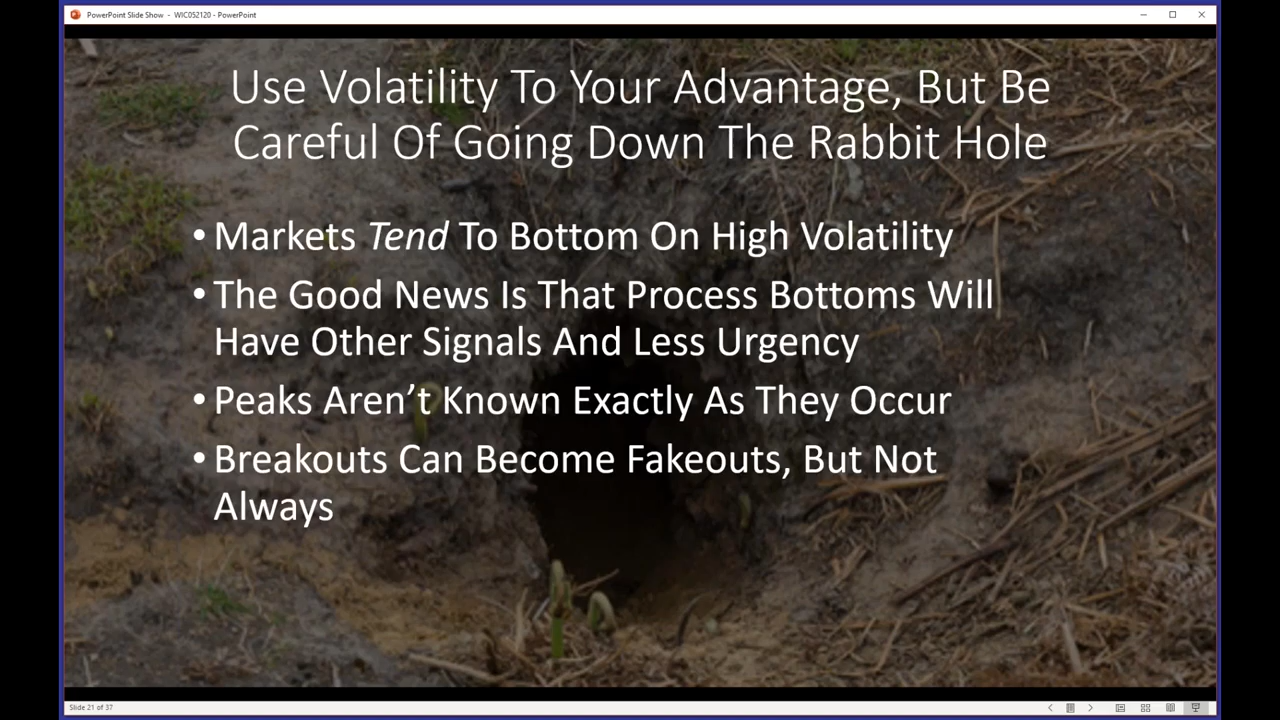 PowerPoint Slide Show - WIC052120 - PowerPoint
Use Volatility To Your Advantage, But Be
Careful Of Going Down The Rabbit Hole
• Markets Tend To Bottom On High Volatility
• The Good News Is That Process Bottoms Will
Have Other Signals And Less Urgency
• Peaks Aren’t Known Exactly As They Occur
• Breakouts Can Become Fakeouts, But Not
Always
Slide 21 of 37